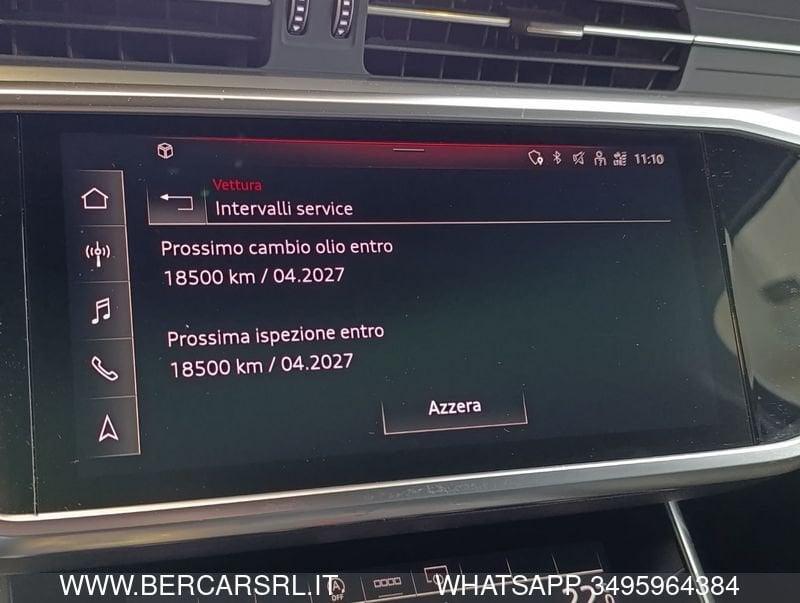 11:10
Vettura
Intervalli service
Prossimo cambio olio entro
18500 km / 04.2027
Prossima ispezione entro
18500 km / 04.2027
Azzera
OFF
WWW.BERCARSRL.IT WHATSAPP 3495964384